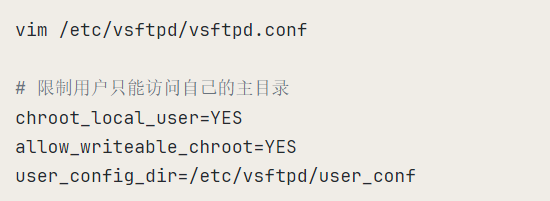 vim /etc/vsftpd/vsftpd.conf
# 限制用户只能访问自己的主目录
chroot_local_user=YES
allow_writeable_chroot=YES
user_config_dir=/etc/vsftpd/user_conf